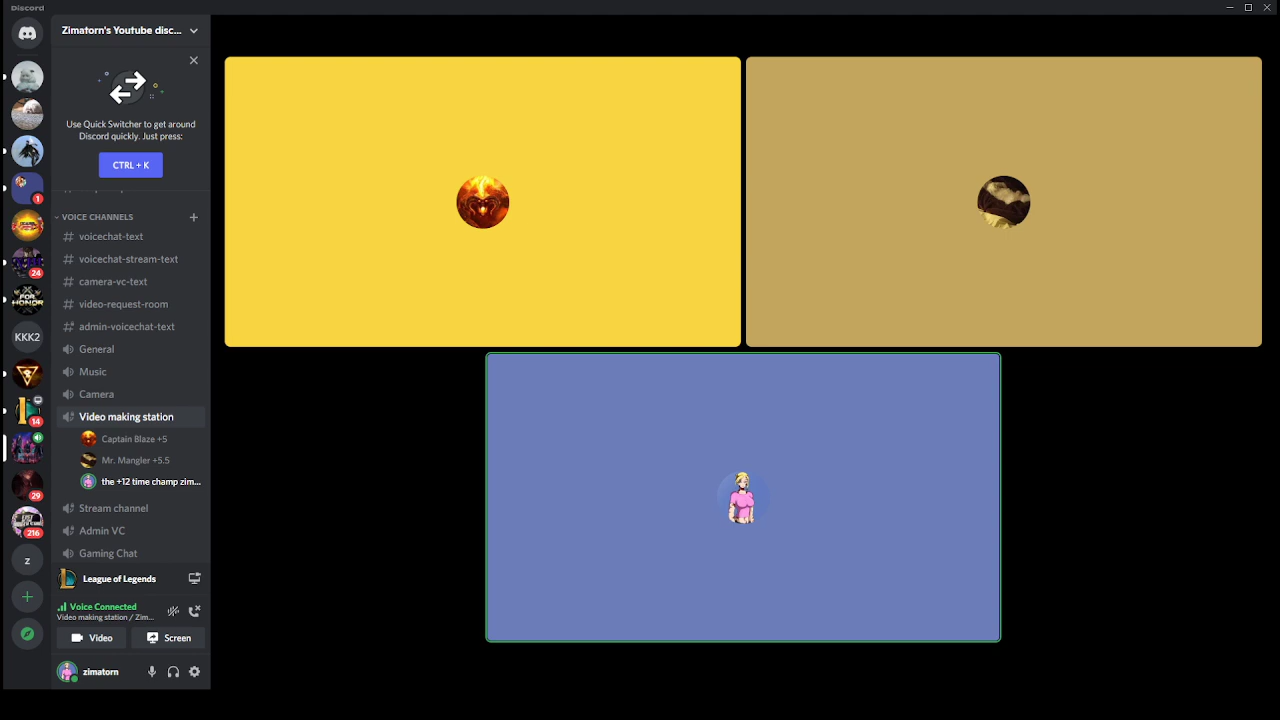 Discord
Zimatorn's Youtube disc...
Use Quick Switcher to get around
Discord quickly. Just press:
CTRL + K
VOICE CHANNELS
voicechat-text
voicechat-stream-text
camera-vc-text
video-request-room
admin-voicechat-text
General
Music
Camera
Video making station
Captain Blaze +5
Mr. Mangler +5.5
the +12 time champ zim...
Stream channel
Admin VC
Gaming Chat
League of Legends
Voice Connected
Video making station / Zim...
Video
Screen
zimatorn
1
24
FOR HONOR
KKK2
14
29
216
z